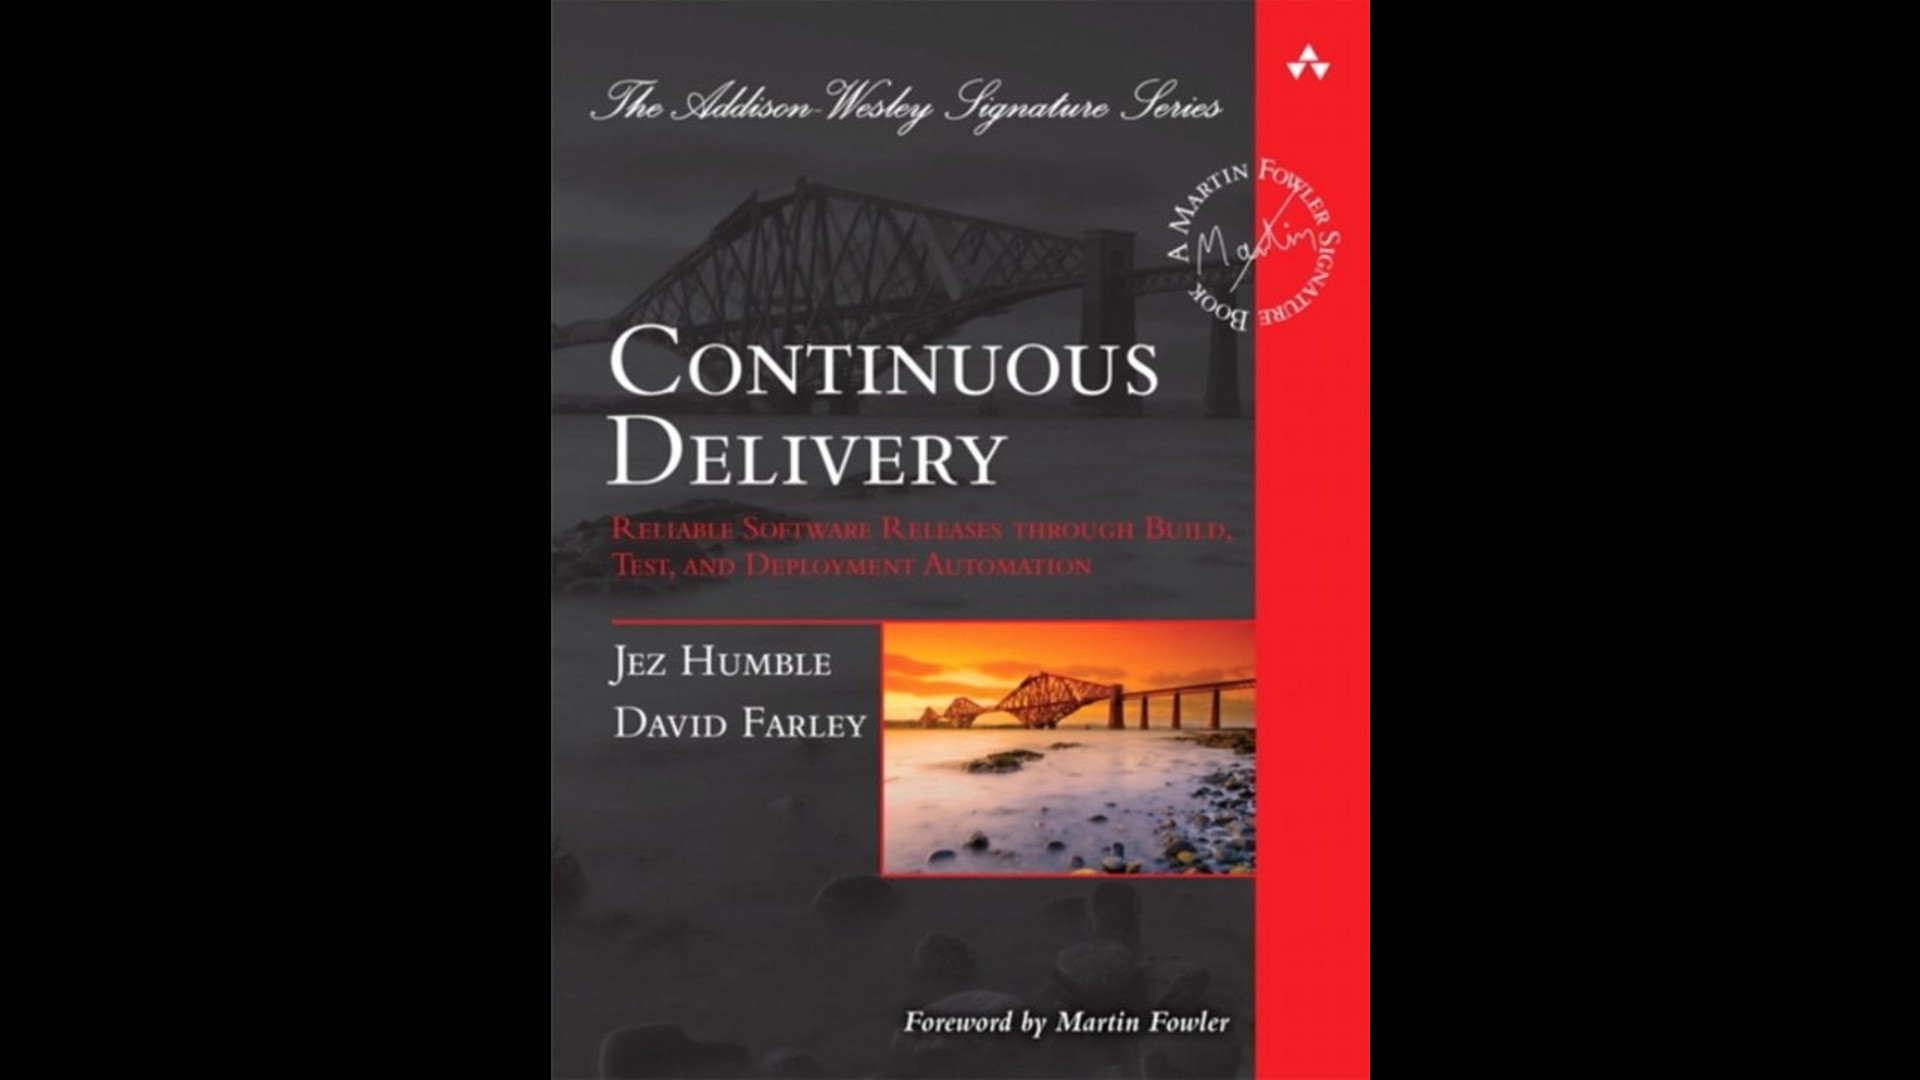 The Addison-Wesley Signature Series
A MARTIN FOWLER SIGNATURE BOOK
Martin
CONTINUOUS
DELIVERY
RELIABLE SOFTWARE RELEASES THROUGH BUILD,
TEST, AND DEPLOYMENT AUTOMATION
JEZ HUMBLE
DAVID FARLEY
Foreword by Martin Fowler